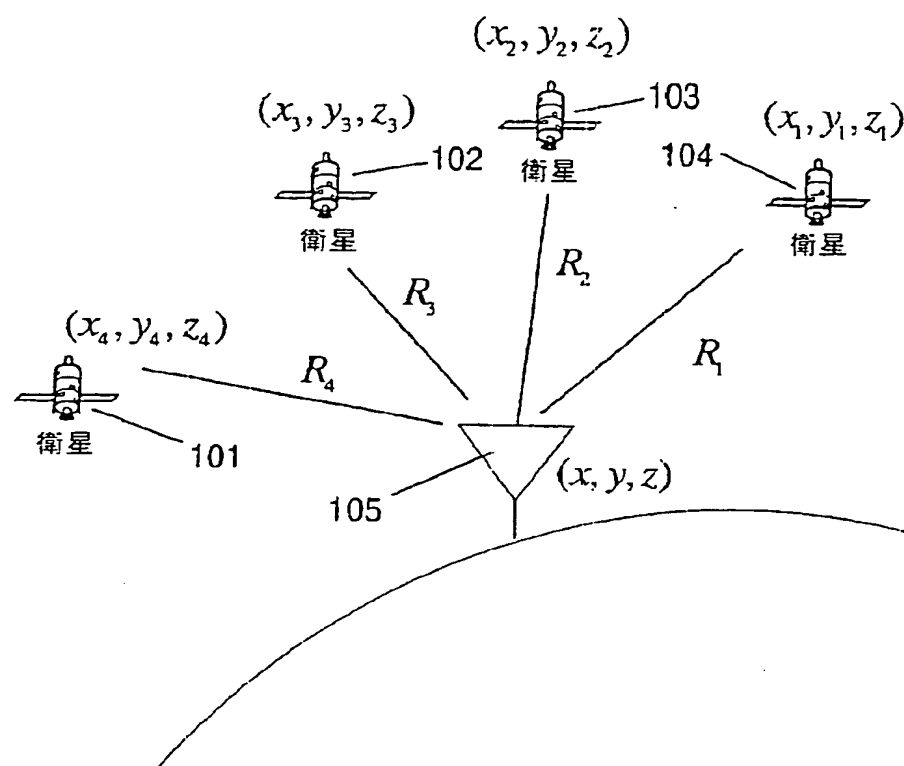 (x₂, y₂, z₂)
103
衛星
(x₃, y₃, z₃)
102
衛星
(x₁, y₁, z₁)
104
衛星
R₃
R₂
R₁
(x₄, y₄, z₄)
R₄
衛星
101
105
(x, y, z)